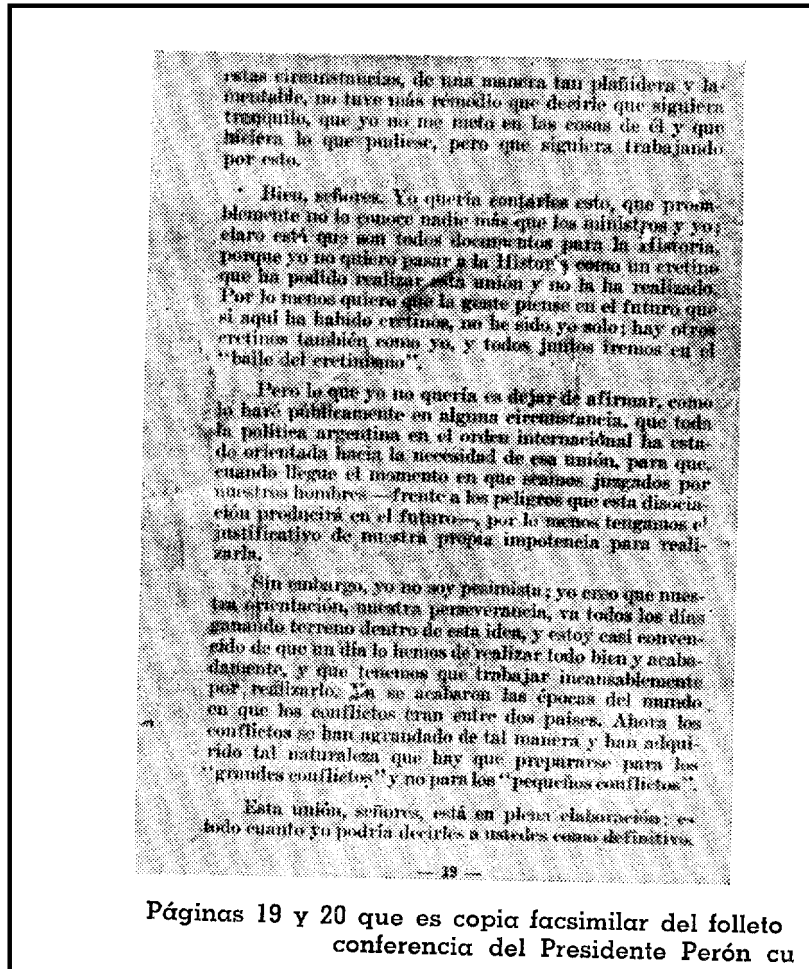 estas circunstancias, de una manera tan plañidera y la-
mentable, no tuve más remedio que decirle que siguiera
tranquilo, que yo no me meto en las cosas de él y que
hiciera lo que pudiese, pero que siguiera trabajando
por esto.
Bien, señores. Yo quería contarles esto, que proba-
blemente no lo conoce nadie más que los ministros y yo;
claro está que son todos documentos para la Historia,
porque yo no quiero pasar a la Historia como un cretino
que ha podido realizar esta unión y no la ha realizado.
Por lo menos quiero que la gente piense en el futuro que
si aquí ha habido cretinos, no he sido yo solo; hay otros
cretinos también como yo, y todos juntos iremos en el
"baile del cretinismo".
Pero lo que yo no quería es dejar de afirmar, como
lo haré públicamente en alguna circunstancia, que toda
la política argentina en el orden internacional ha esta-
do orientada hacia la necesidad de esa unión, para que,
cuando llegue el momento en que seamos juzgados por
nuestros hombres —frente a los peligros que esta disocia-
ción producirá en el futuro—, por lo menos tengamos el
justificativo de nuestra propia impotencia para reali-
zarla.
Sin embargo, yo no soy pesimista; yo creo que nues-
tra orientación, nuestra perseverancia, va todos los días
ganando terreno dentro de esta idea, y estoy casi conven-
cido de que un día lo hemos de realizar todo bien y acaba-
damente, y que tenemos que trabajar incansablemente
por realizarlo. Ya se acabaron las épocas del mundo
en que los conflictos eran entre dos países. Ahora los
conflictos se han agrandado de tal manera y han adqui-
rido tal naturaleza que hay que prepararse para los
"grandes conflictos" y no para los "pequeños conflictos".
Esta unión, señores, está en plena elaboración; es
todo cuanto yo podría decirles a ustedes como definitivo.
— 19 —
Páginas 19 y 20 que es copia facsimilar del folleto
conferencia del Presidente Perón cu